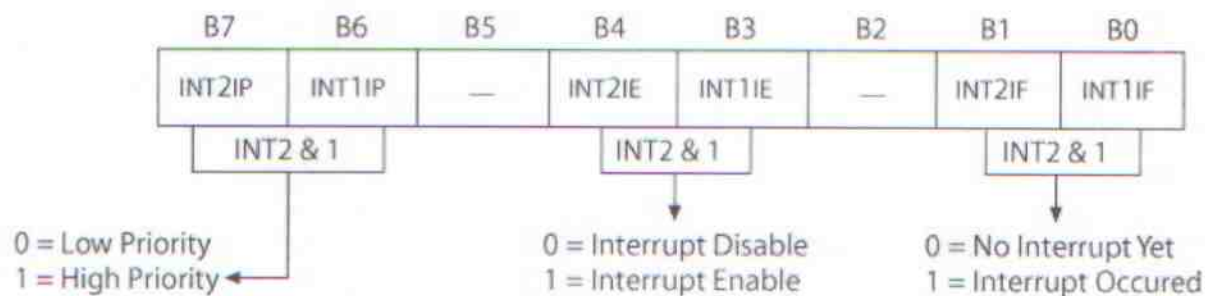 B7 B6 B5 B4 B3 B2 B1 B0
INT2IP INT1IP — INT2IE INT1IE — INT2IF INT1IF
INT2 & 1 INT2 & 1 INT2 & 1
0 = Low Priority 0 = Interrupt Disable 0 = No Interrupt Yet
1 = High Priority 1 = Interrupt Enable 1 = Interrupt Occured